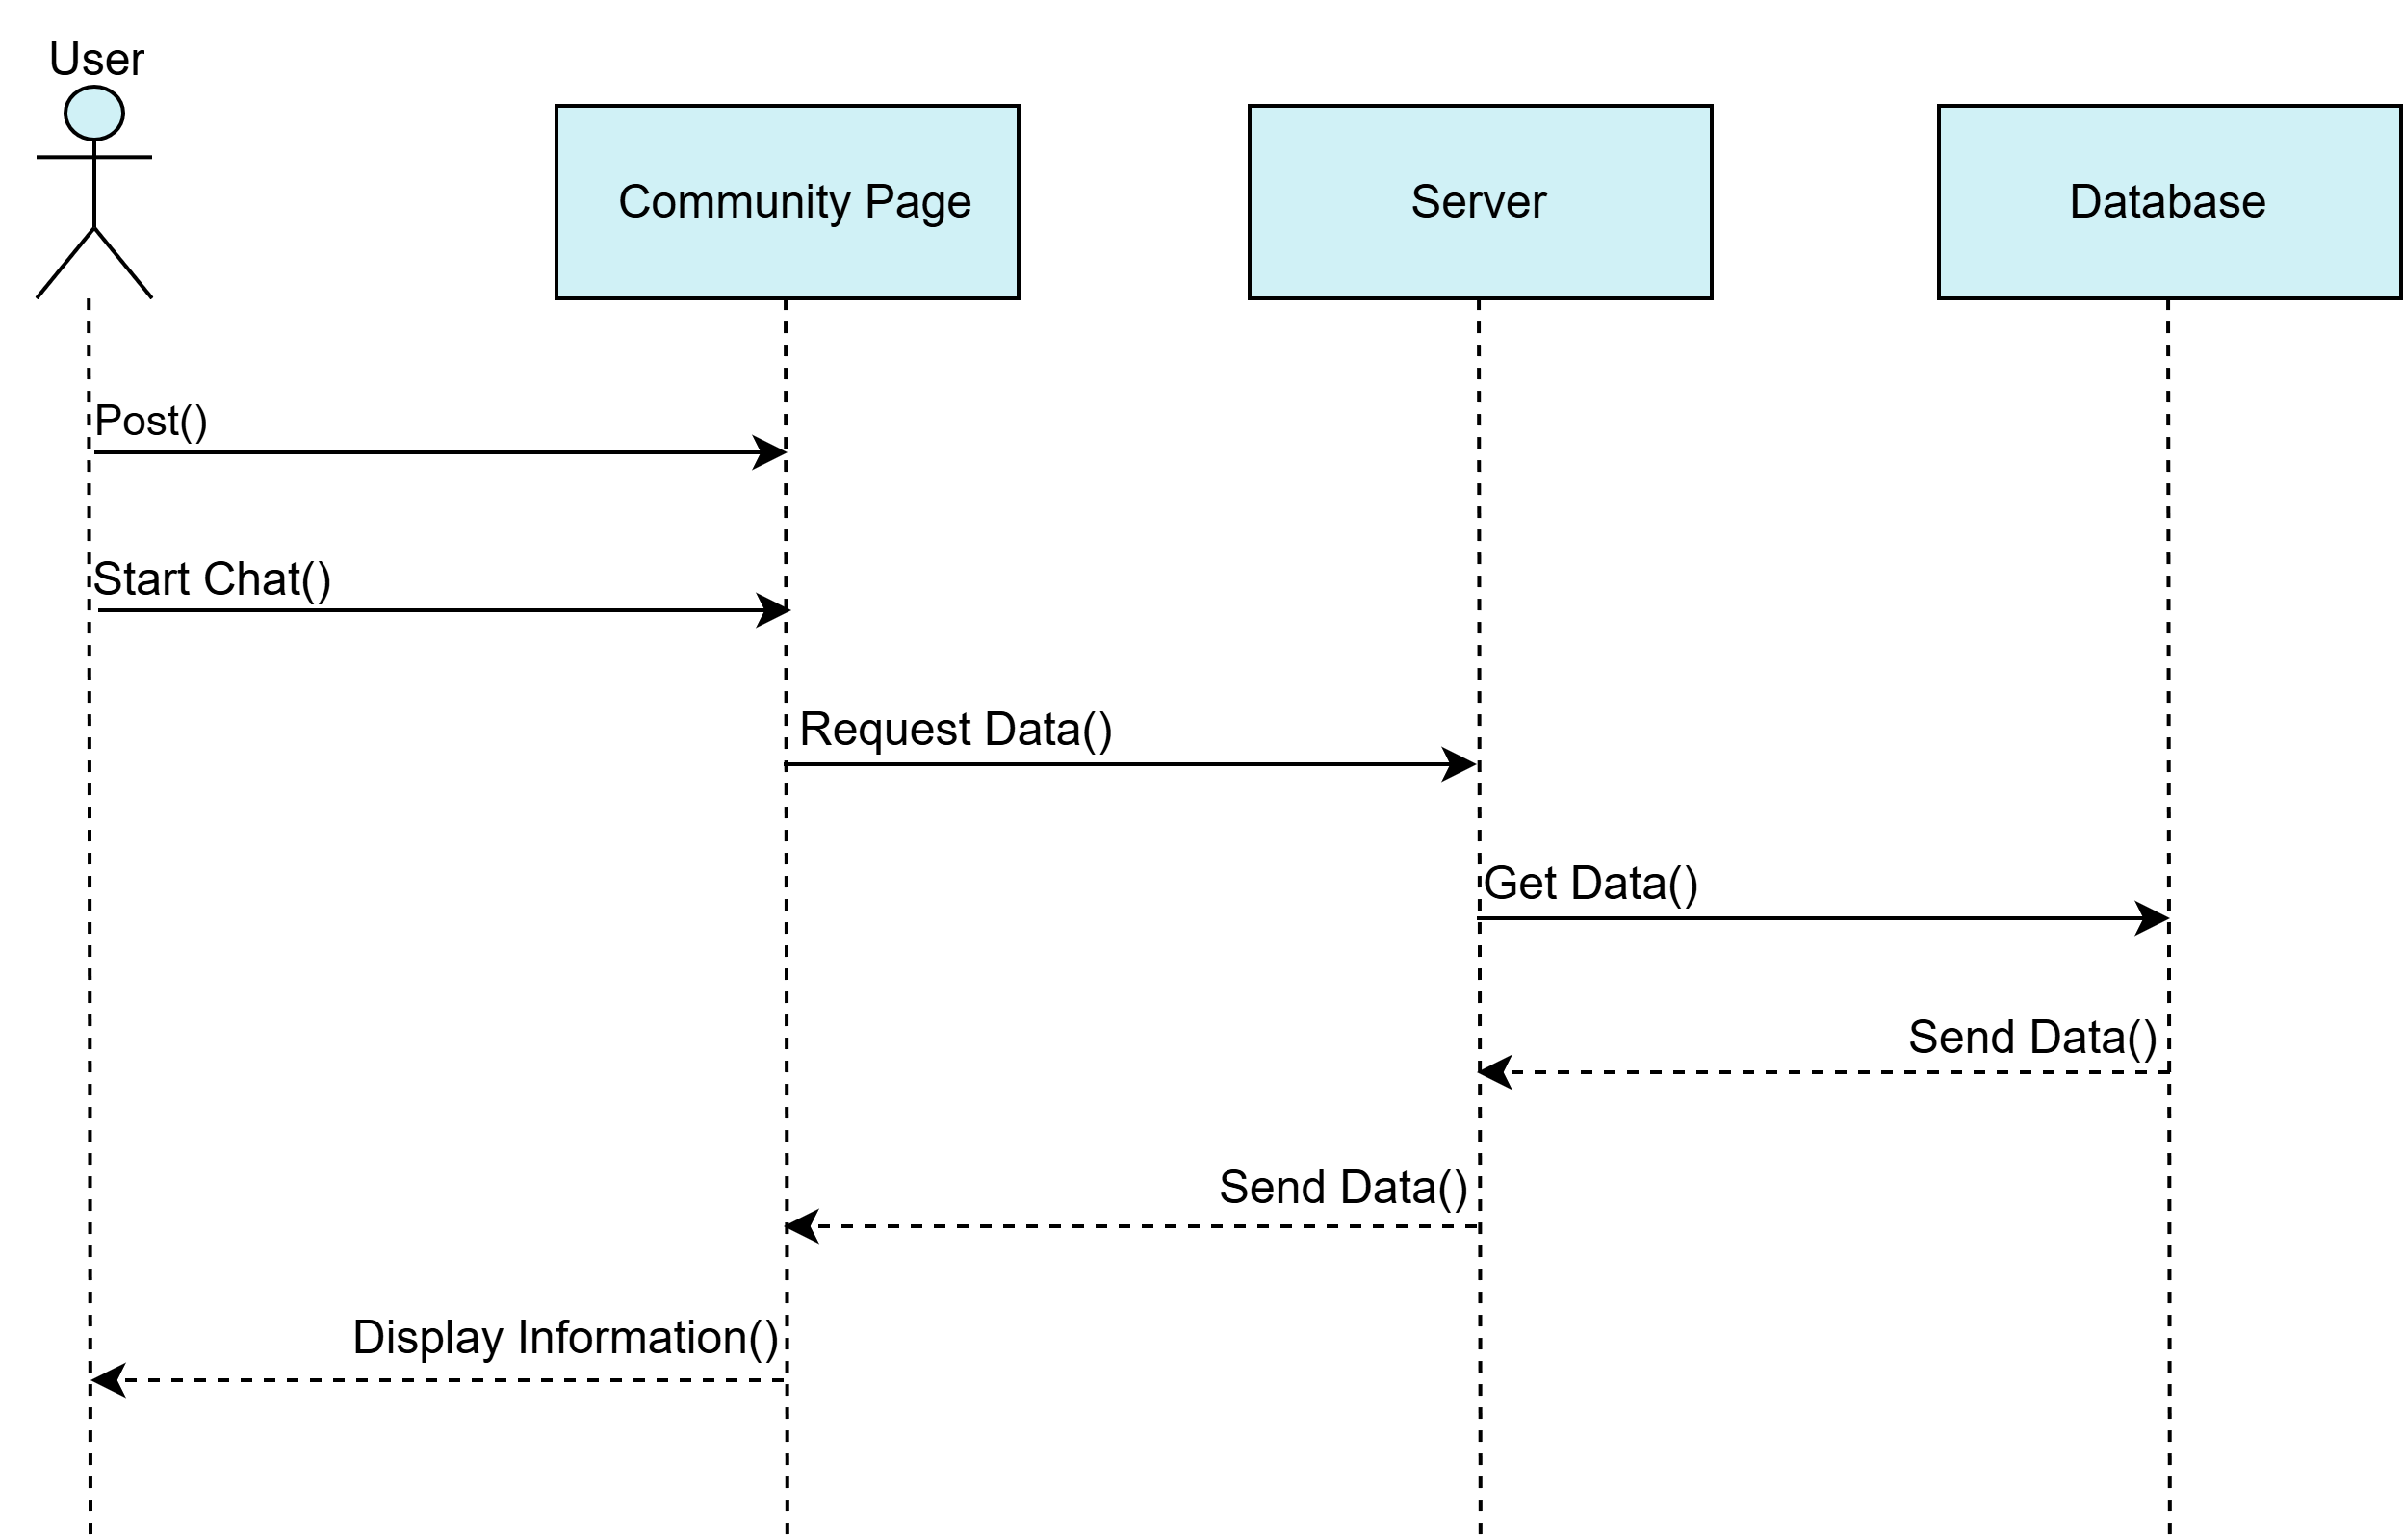 User
Community Page
Server
Database
Post()
Start Chat()
Request Data()
Get Data()
Send Data()
Send Data()
Display Information()